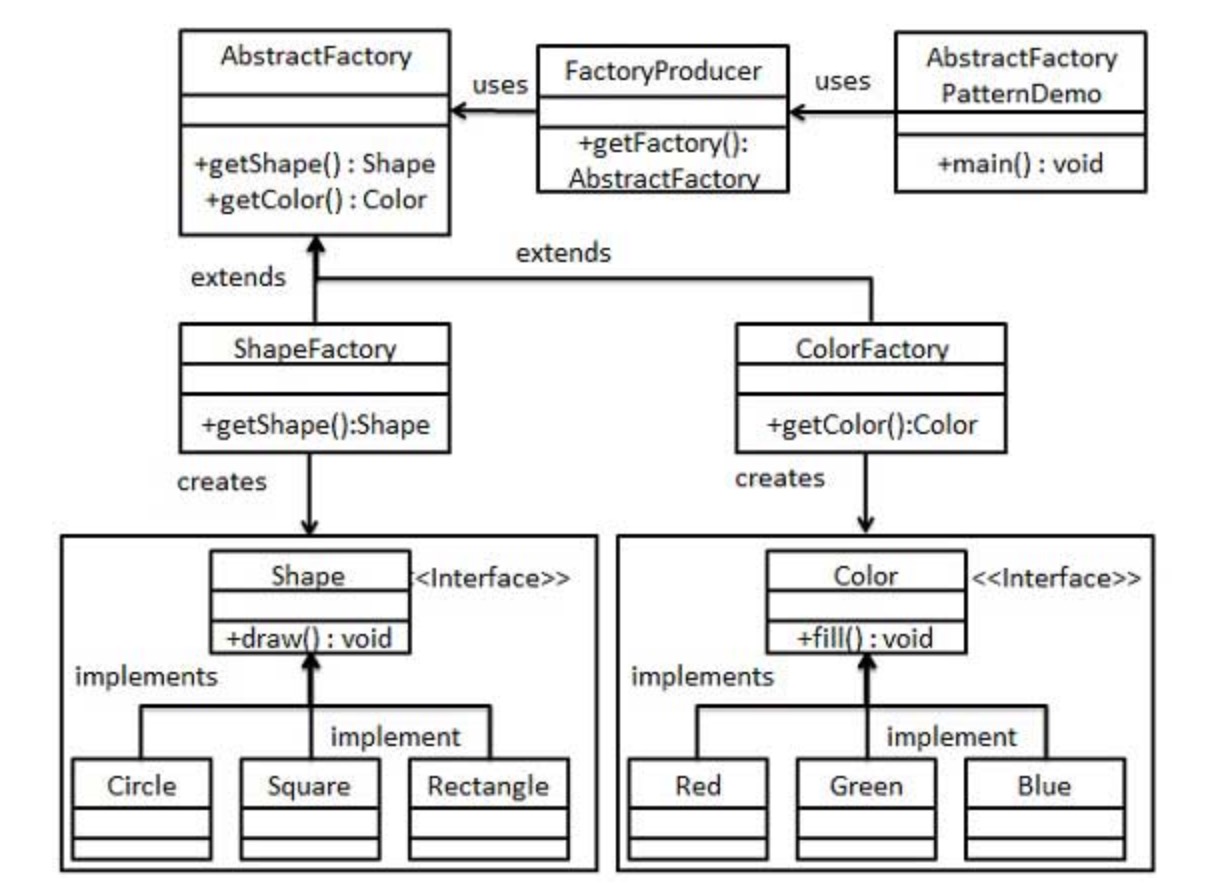 AbstractFactory
+getShape() : Shape
+getColor() : Color
uses
FactoryProducer
+getFactory():
AbstractFactory
uses
AbstractFactory
PatternDemo
+main() : void
extends
extends
ShapeFactory
+getShape():Shape
ColorFactory
+getColor():Color
creates
creates
Shape
<<Interface>>
+draw() : void
implements
implement
Circle
Square
Rectangle
Color
<<Interface>>
+fill() : void
implements
implement
Red
Green
Blue